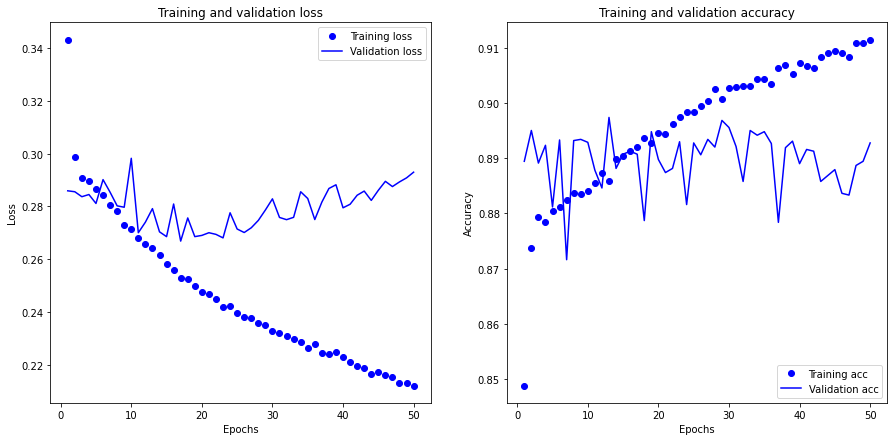 Training and validation loss
Training loss
Validation loss
0.34
0.32
0.30
0.28
0.26
0.24
0.22
Loss
0
10
20
30
40
50
Epochs
Training and validation accuracy
0.91
0.90
0.89
0.88
0.87
0.86
0.85
Accuracy
Training acc
Validation acc
0
10
20
30
40
50
Epochs